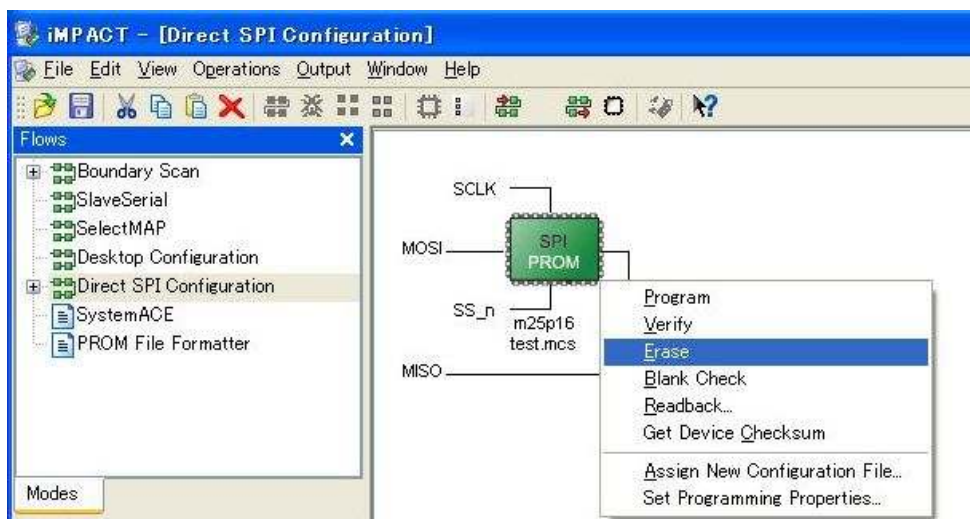 iMPACT - [Direct SPI Configuration]
File Edit View Operations Output Window Help
Flows
Boundary Scan
SlaveSerial
SelectMAP
Desktop Configuration
Direct SPI Configuration
SystemACE
PROM File Formatter
Modes
SCLK
MOSI
SPI
PROM
SS_n
m25p16
test.mcs
MISO
Program
Verify
Erase
Blank Check
Readback...
Get Device Checksum
Assign New Configuration File...
Set Programming Properties...